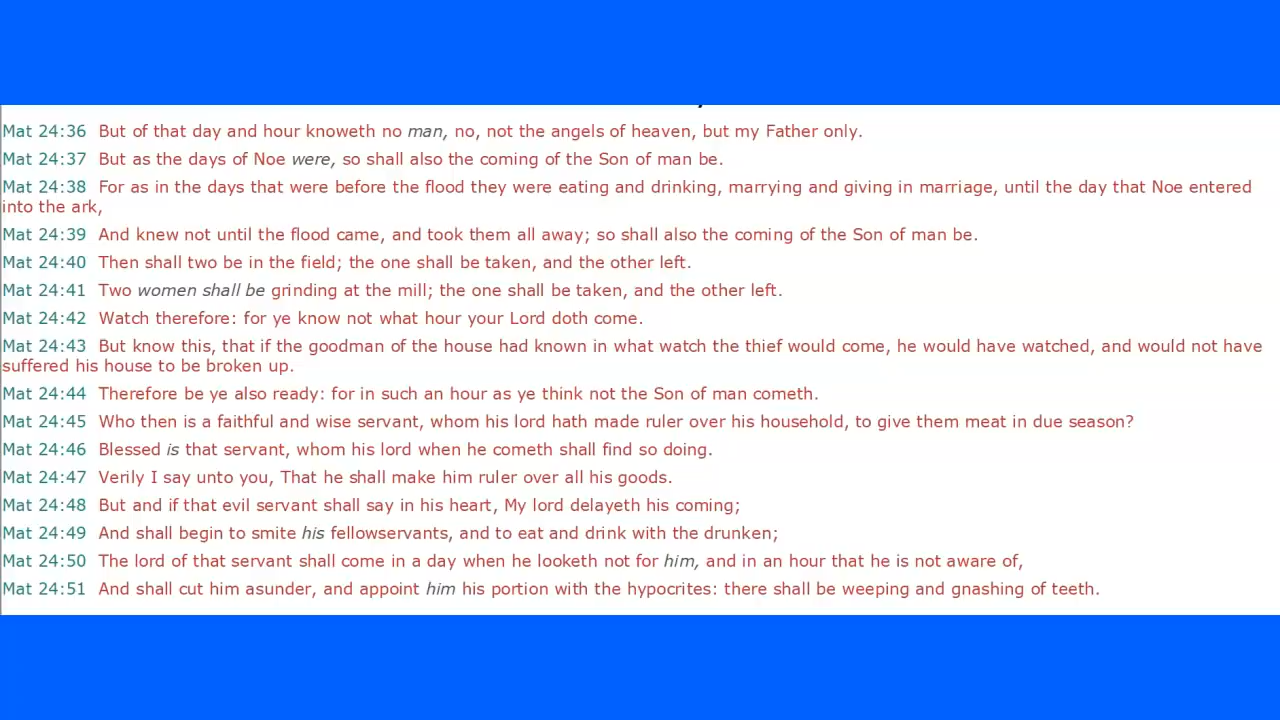 Mat 24:36 But of that day and hour knoweth no man, no, not the angels of heaven, but my Father only.
Mat 24:37 But as the days of Noe were, so shall also the coming of the Son of man be.
Mat 24:38 For as in the days that were before the flood they were eating and drinking, marrying and giving in marriage, until the day that Noe entered
into the ark,
Mat 24:39 And knew not until the flood came, and took them all away; so shall also the coming of the Son of man be.
Mat 24:40 Then shall two be in the field; the one shall be taken, and the other left.
Mat 24:41 Two women shall be grinding at the mill; the one shall be taken, and the other left.
Mat 24:42 Watch therefore: for ye know not what hour your Lord doth come.
Mat 24:43 But know this, that if the goodman of the house had known in what watch the thief would come, he would have watched, and would not have
suffered his house to be broken up.
Mat 24:44 Therefore be ye also ready: for in such an hour as ye think not the Son of man cometh.
Mat 24:45 Who then is a faithful and wise servant, whom his lord hath made ruler over his household, to give them meat in due season?
Mat 24:46 Blessed is that servant, whom his lord when he cometh shall find so doing.
Mat 24:47 Verily I say unto you, That he shall make him ruler over all his goods.
Mat 24:48 But and if that evil servant shall say in his heart, My lord delayeth his coming;
Mat 24:49 And shall begin to smite his fellowservants, and to eat and drink with the drunken;
Mat 24:50 The lord of that servant shall come in a day when he looketh not for him, and in an hour that he is not aware of,
Mat 24:51 And shall cut him asunder, and appoint him his portion with the hypocrites: there shall be weeping and gnashing of teeth.